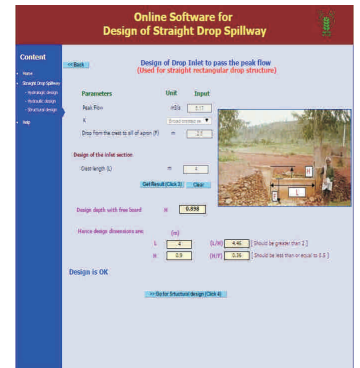 Online Software for
Design of Straight Drop Spillway
Content
Home
Straight Drop Spillway
Hydrologic design
Hydraulic design
Structural design
Help
<< Back
Design of Drop Inlet to pass the peak flow
(Used for straight rectangular drop structure)
Parameters Unit Input
Peak Flow m3/s
K
Drop from the crest to sill of apron (F) m 2.5
Design of the inlet section
Crest length (L) m 4
Get Result (Click 3) Clear
Design depth with free board H 0.898
Hence design dimensions are: (m)
L 4 (L/H) 4.45 [ Should be greater than 2 ]
H 0.9 (H/F) 0.36 [ Should be less than or equal to 0.5 ]
Design is OK
>> Go for Structural design (Click 4)
H
F
L